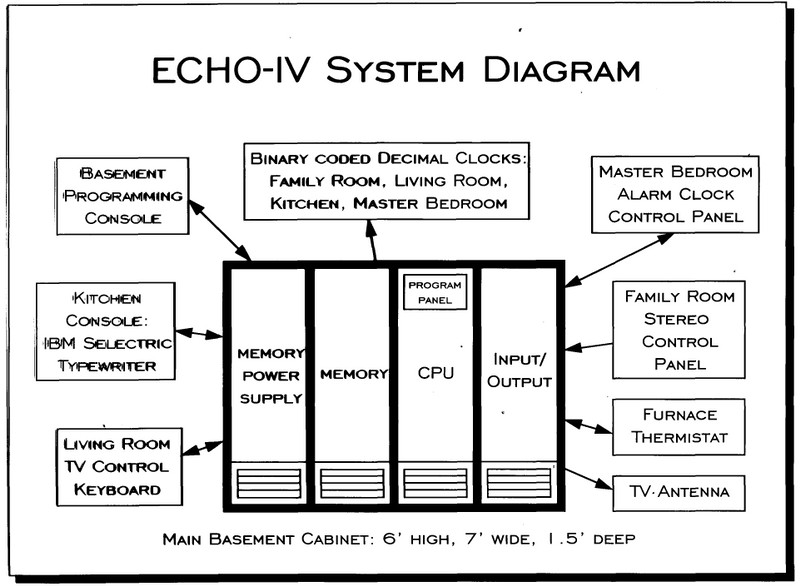 ECHO-IV SYSTEM DIAGRAM
BASEMENT
PROGRAMMING
CONSOLE
BINARY CODED DECIMAL CLOCKS:
FAMILY ROOM, LIVING ROOM,
KITCHEN, MASTER BEDROOM
MASTER BEDROOM
ALARM CLOCK
CONTROL PANEL
KITCHEN
CONSOLE:
IBM SELECTRIC
TYPEWRITER
PROGRAM
PANEL
FAMILY ROOM
STEREO
CONTROL
PANEL
MEMORY
POWER
SUPPLY
MEMORY
CPU
INPUT/
OUTPUT
LIVING ROOM
TV CONTROL
KEYBOARD
FURNACE
THERMISTAT
TV·ANTENNA
MAIN BASEMENT CABINET: 6' HIGH, 7' WIDE, 1.5' DEEP